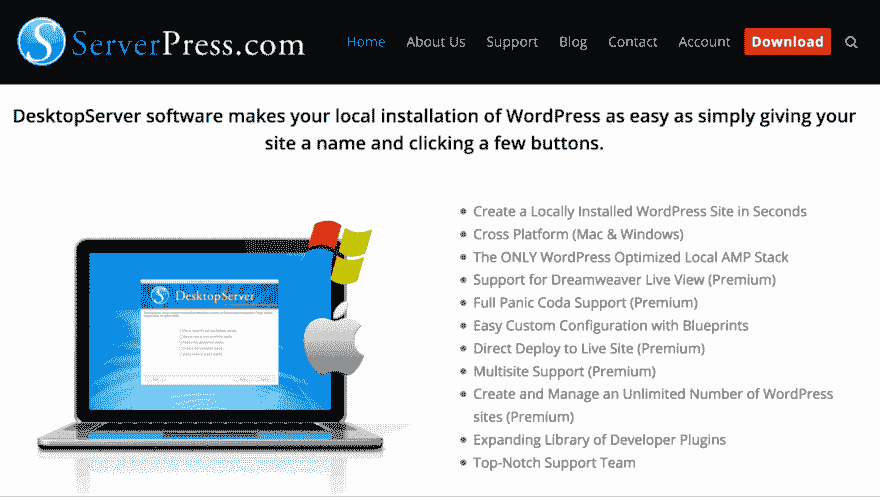 ServerPress.com
Home About Us Support Blog Contact Account Download
DesktopServer software makes your local installation of WordPress as easy as simply giving your
site a name and clicking a few buttons.
DesktopServer
Create a Locally Installed WordPress Site in Seconds
Cross Platform (Mac & Windows)
The ONLY WordPress Optimized Local AMP Stack
Support for Dreamweaver Live View (Premium)
Full Panic Coda Support (Premium)
Easy Custom Configuration with Blueprints
Direct Deploy to Live Site (Premium)
Multisite Support (Premium)
Create and Manage an Unlimited Number of WordPress
sites (Premium)
Expanding Library of Developer Plugins
Top-Notch Support Team